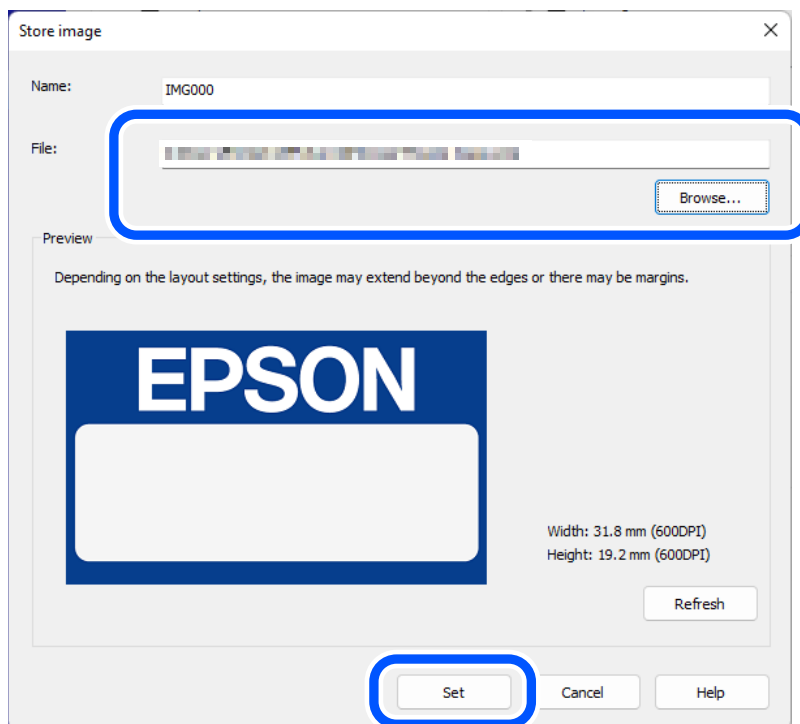 Store image
Name:
IMG000
File:
Browse...
Preview
Depending on the layout settings, the image may extend beyond the edges or there may be margins.
EPSON
Width: 31.8 mm (600DPI)
Height: 19.2 mm (600DPI)
Refresh
Set
Cancel
Help